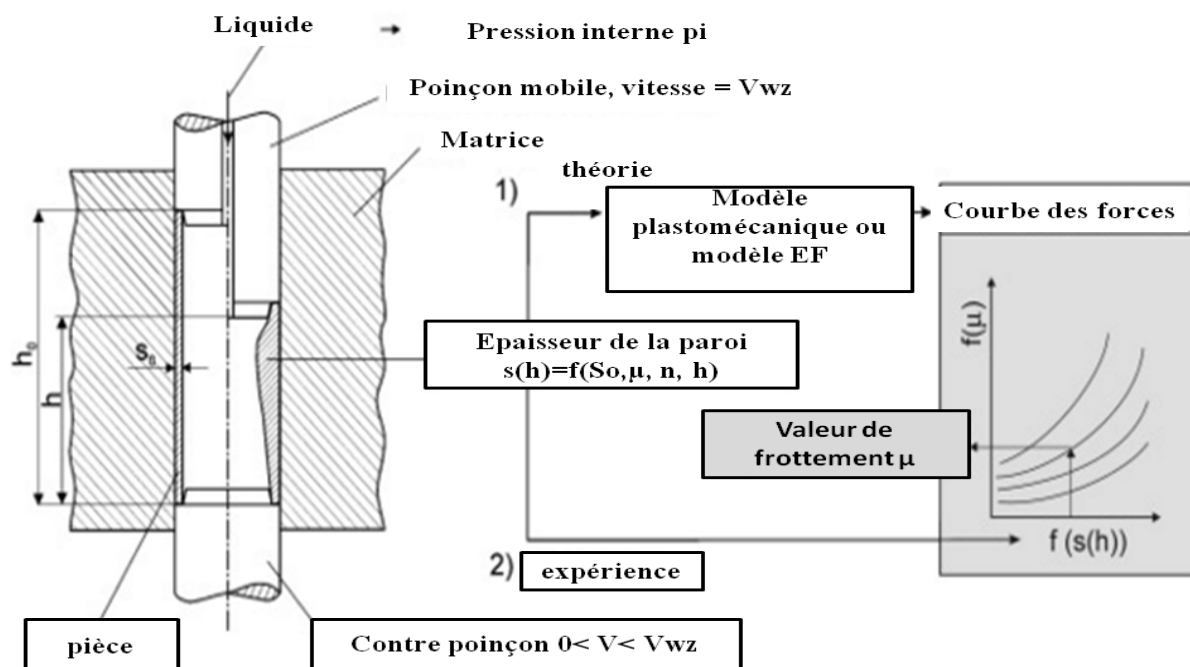 Liquide
Pression interne pi
Poinçon mobile, vitesse = Vwz
Matrice
théorie
1)
Modèle
plastomécanique ou
modèle EF
Courbe des forces
h₀
h
s₀
Epaisseur de la paroi
s(h)=f(So,µ, n, h)
f(µ)
Valeur de
frottement µ
f (s(h))
2)
expérience
pièce
Contre poinçon 0< V< Vwz